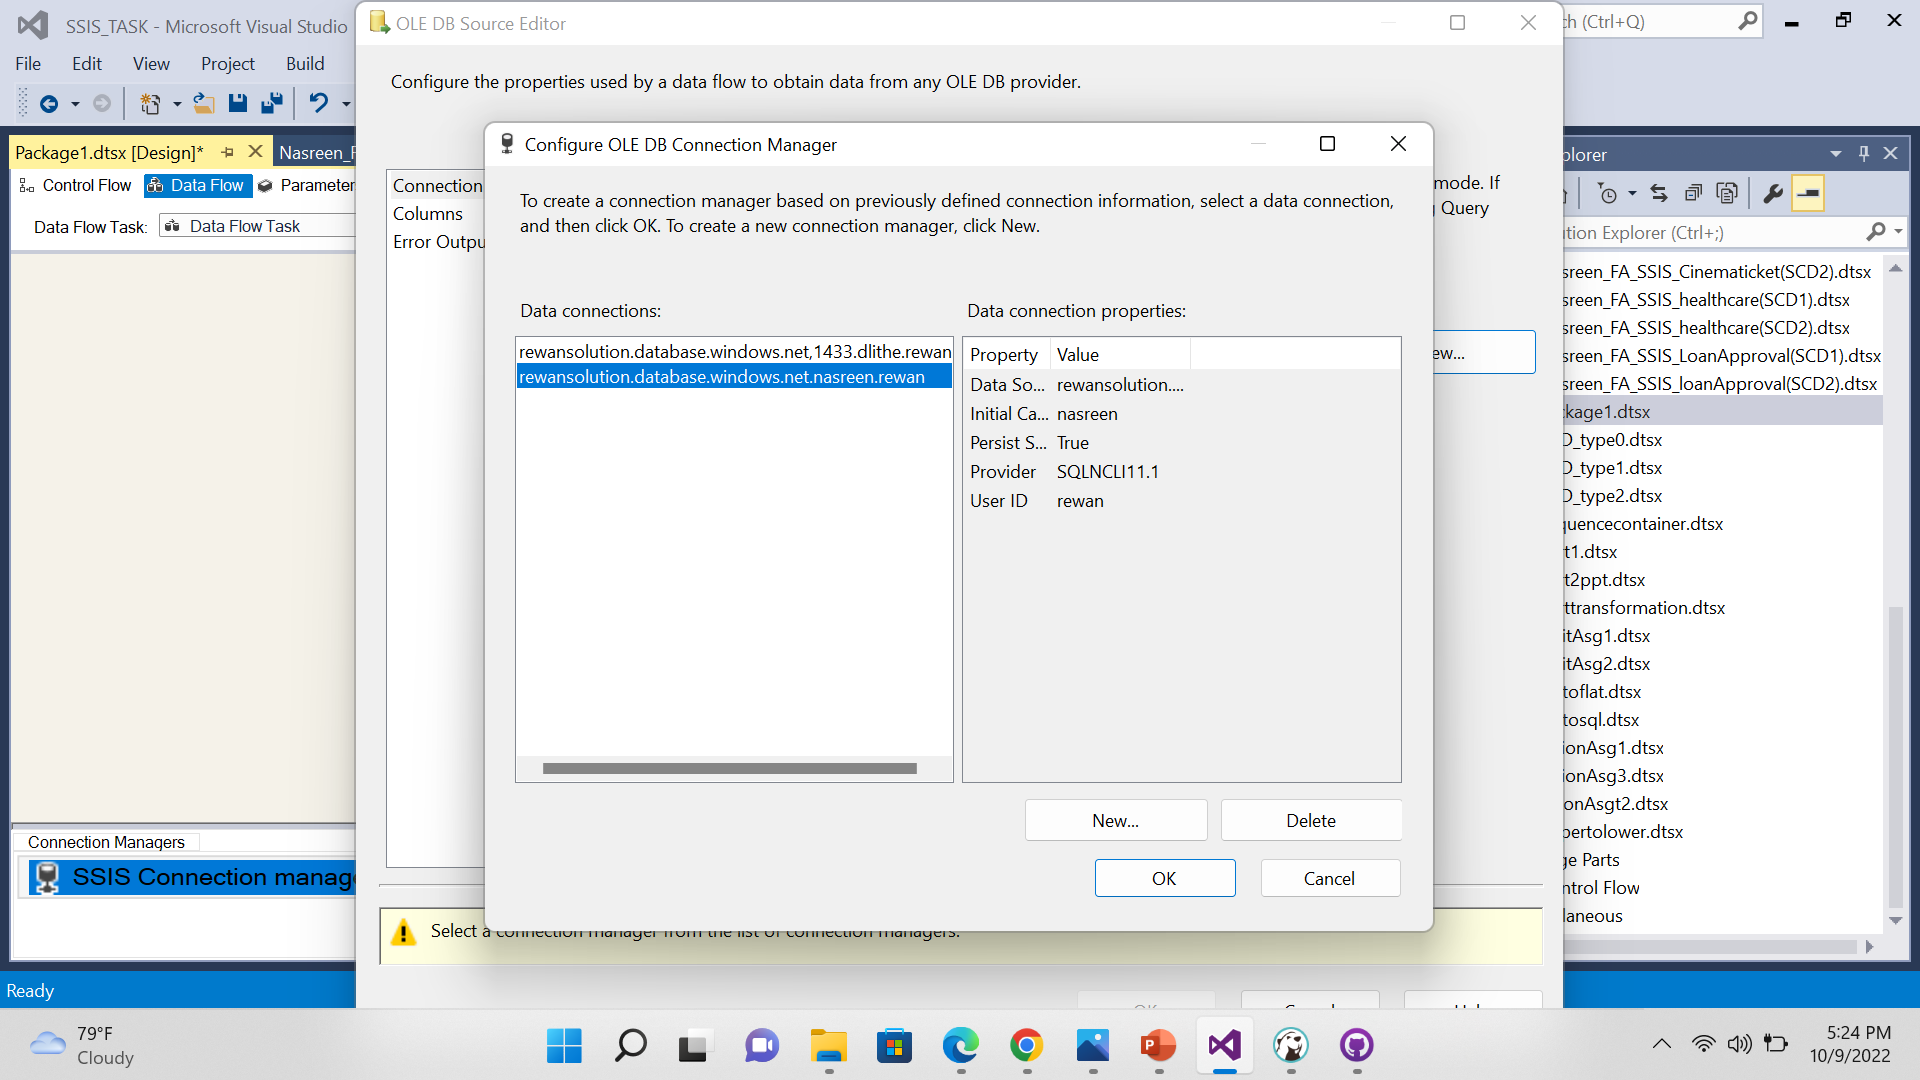 SSIS_TASK - Microsoft Visual Studio
OLE DB Source Editor
(Ctrl+Q)
File Edit View Project Build
Configure the properties used by a data flow to obtain data from any OLE DB provider.
Configure OLE DB Connection Manager
Package1.dtsx [Design]* Nasreen_F
Control Flow Data Flow Parameter
Data Flow Task: Data Flow Task
Connection
Columns
Error Outpu
mode. If
Query
To create a connection manager based on previously defined connection information, select a data connection,
and then click OK. To create a new connection manager, click New.
Data connections:
rewansolution.database.windows.net,1433.dlithe.rewan
rewansolution.database.windows.net.nasreen.rewan
Data connection properties:
Property Value
Data So... rewansolution....
Initial Ca... nasreen
Persist S... True
Provider SQLNCLI11.1
User ID rewan
New... Delete
OK Cancel
ew...
plorer
tion Explorer (Ctrl+;)
sreen_FA_SSIS_Cinematicket(SCD2).dtsx
sreen_FA_SSIS_healthcare(SCD1).dtsx
sreen_FA_SSIS_healthcare(SCD2).dtsx
sreen_FA_SSIS_LoanApproval(SCD1).dtsx
sreen_FA_SSIS_loanApproval(SCD2).dtsx
kage1.dtsx
D_type0.dtsx
D_type1.dtsx
D_type2.dtsx
quencecontainer.dtsx
t1.dtsx
t2ppt.dtsx
ttransformation.dtsx
itAsg1.dtsx
itAsg2.dtsx
toflat.dtsx
tosql.dtsx
ionAsg1.dtsx
ionAsg3.dtsx
onAsgt2.dtsx
pertolower.dtsx
ge Parts
ntrol Flow
laneous
Connection Managers
SSIS Connection manag
Select a connection manager from the list of connection managers.
Ready
79°F
Cloudy
5:24 PM
10/9/2022